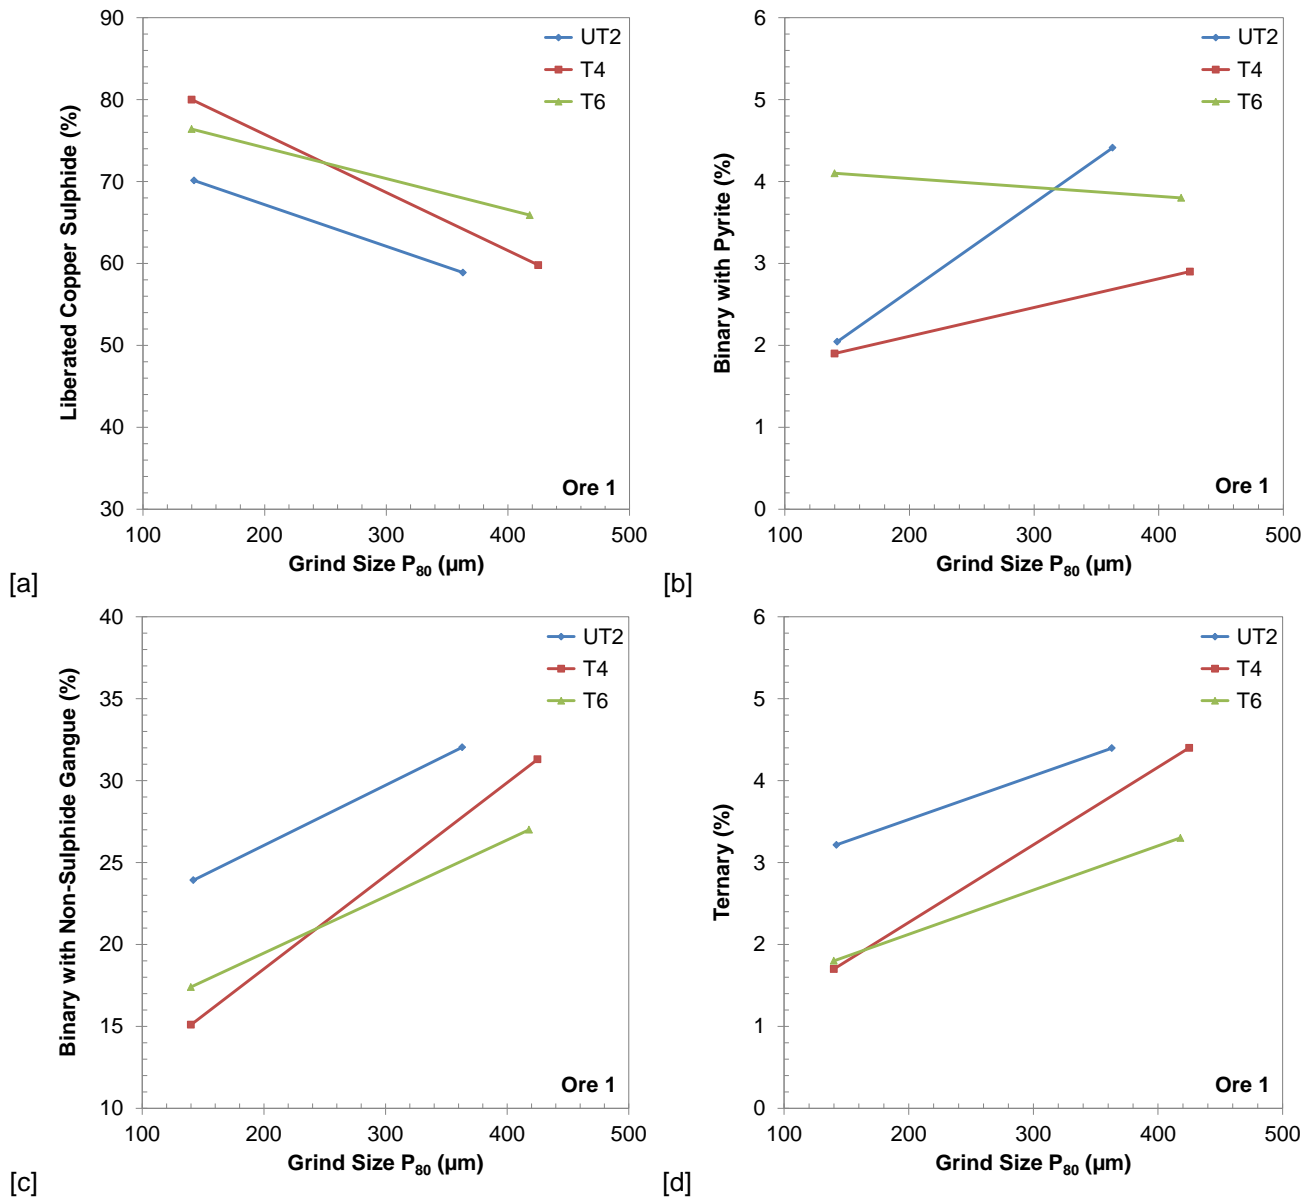 90
80
70
60
50
40
30
Liberated Copper Sulphide (%)
UT2
T4
T6
Ore 1
100 200 300 400 500
Grind Size P80 (µm)
[a]
6
5
4
3
2
1
0
Binary with Pyrite (%)
UT2
T4
T6
Ore 1
100 200 300 400 500
Grind Size P80 (µm)
[b]
40
35
30
25
20
15
10
Binary with Non-Sulphide Gangue (%)
UT2
T4
T6
Ore 1
100 200 300 400 500
Grind Size P80 (µm)
[c]
6
5
4
3
2
1
0
Ternary (%)
UT2
T4
T6
Ore 1
100 200 300 400 500
Grind Size P80 (µm)
[d]